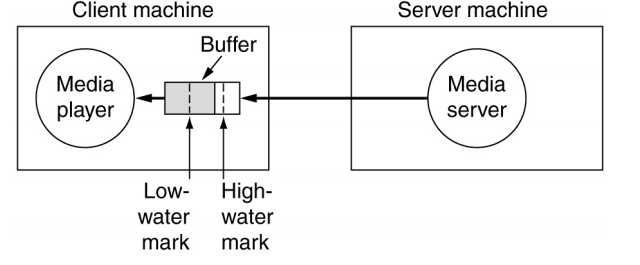 Client machine
Server machine
Buffer
Media
player
Media
server
Low-
water
mark
High-
water
mark